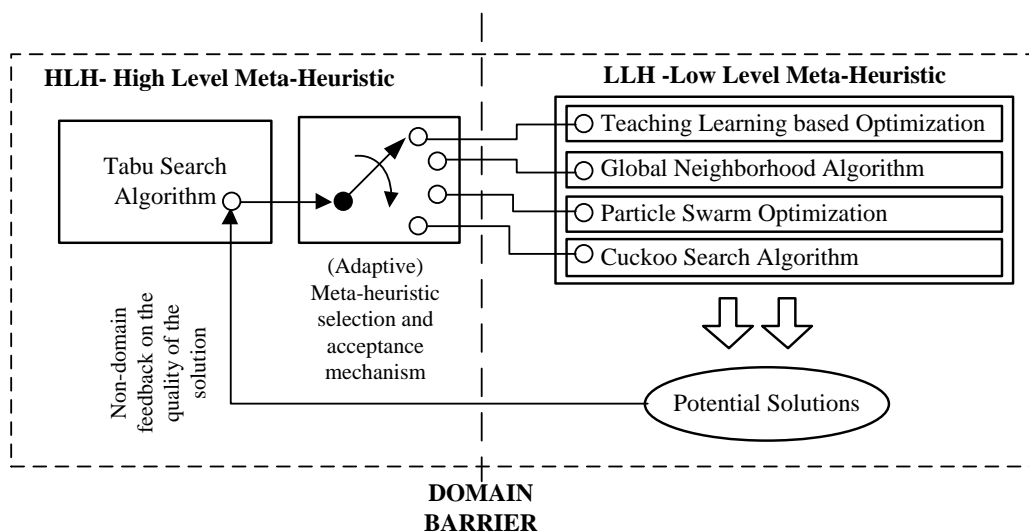 HLH- High Level Meta-Heuristic
LLH -Low Level Meta-Heuristic
Tabu Search
Algorithm
Teaching Learning based Optimization
Global Neighborhood Algorithm
Particle Swarm Optimization
Cuckoo Search Algorithm
(Adaptive)
Meta-heuristic
selection and
acceptance
mechanism
Non-domain
feedback on the
quality of the
solution
Potential Solutions
DOMAIN
BARRIER